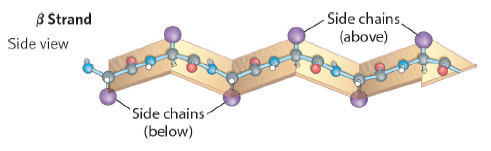 β Strand
Side view
Side chains
(above)
Side chains
(below)